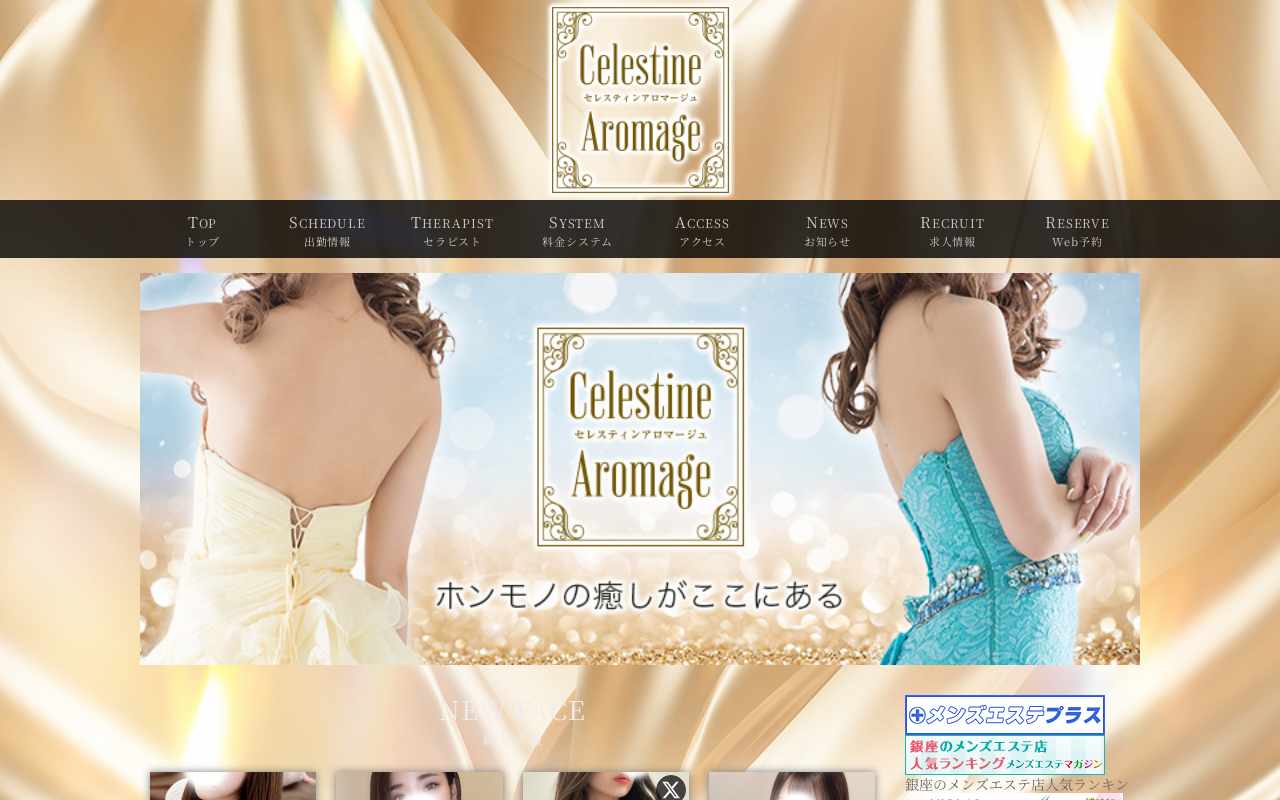 Celestine
セレスティンアロマージュ
Aromage
TOP
トップ
SCHEDULE
出勤情報
THERAPIST
セラピスト
SYSTEM
料金システム
ACCESS
アクセス
NEWS
お知らせ
RECRUIT
求人情報
RESERVE
Web予約
Celestine
セレスティンアロマージュ
Aromage
ホンモノの癒しがここにある
NEW FACE
メンズエステプラス
銀座のメンズエステ店
人気ランキング メンズエステマガジン
銀座のメンズエステ店人気ランキン